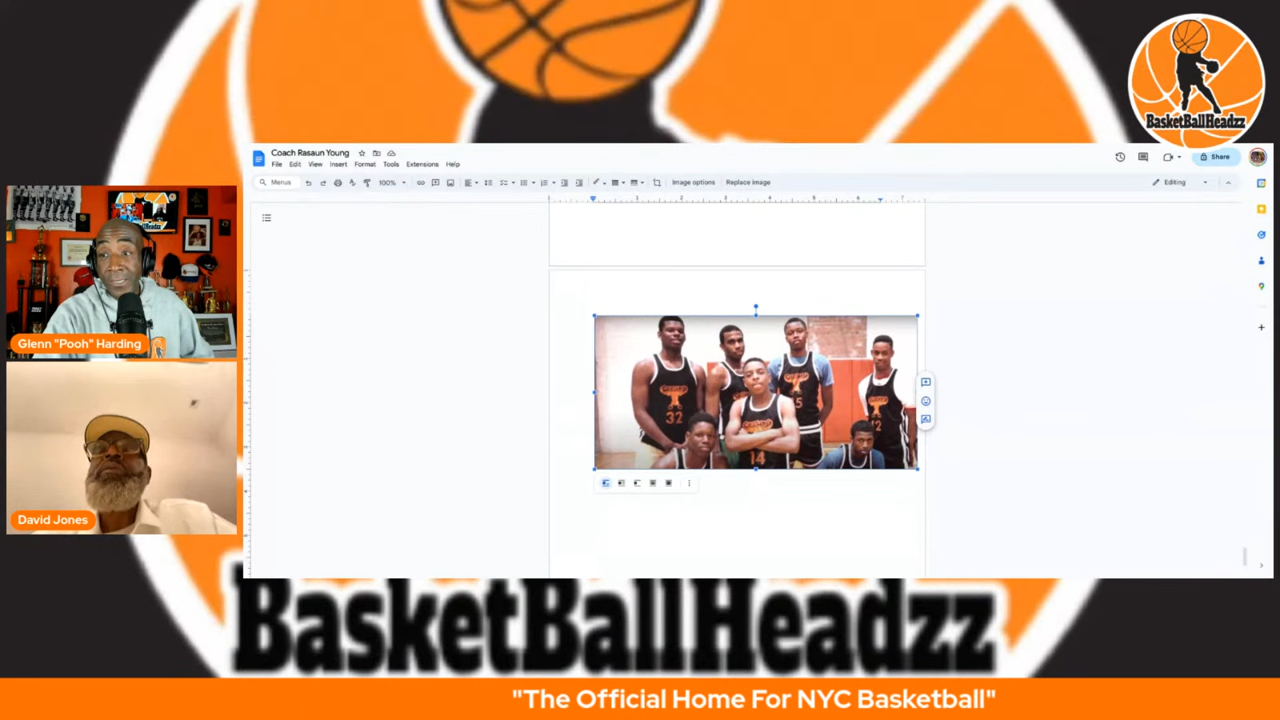 BasketBallHeadzz
Coach Rasaun Young
File Edit View Insert Format Tools Extensions Help
Share
Menus
100%
Image options
Replace image
Editing
Glenn "Pooh" Harding
David Jones
32
14
5
12
BasketBallHeadzz
"The Official Home For NYC Basketball"